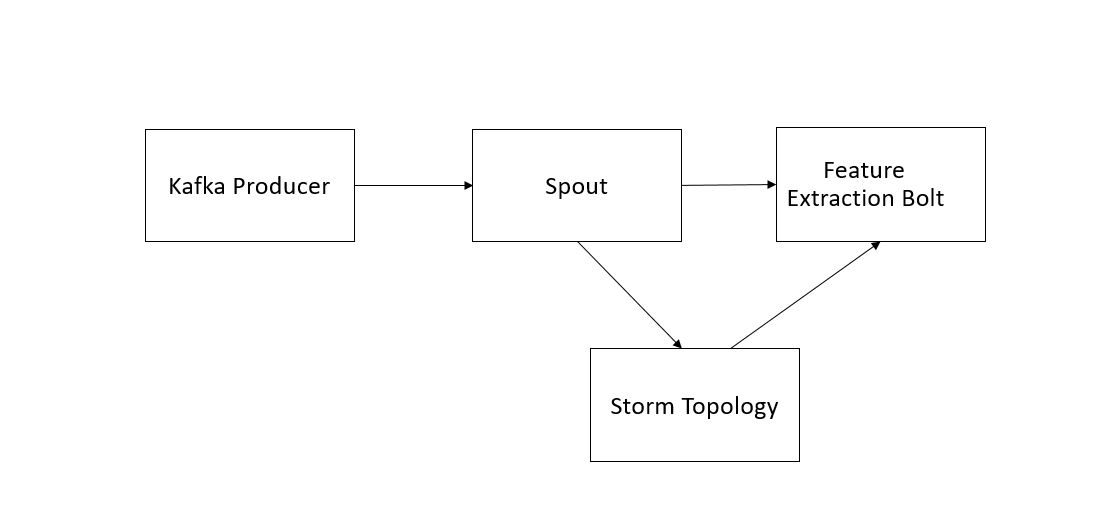 Kafka Producer
Spout
Feature
Extraction Bolt
Storm Topology